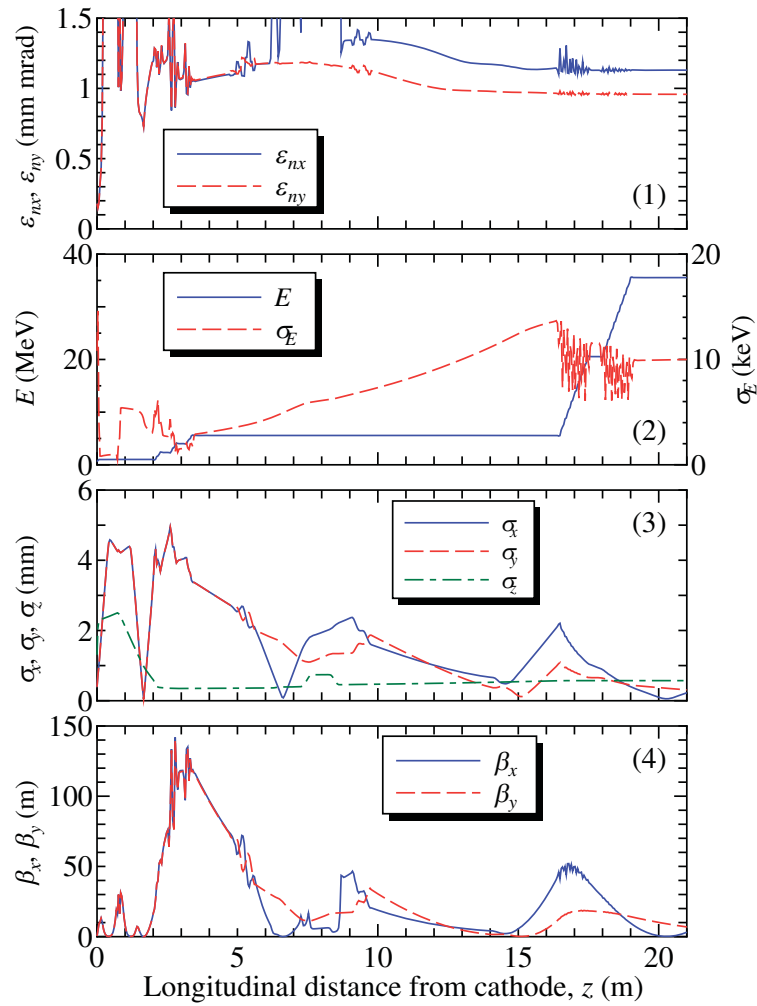 1.5
1
0.5
0
ε_nx, ε_ny (mm mrad)
ε_nx
ε_ny
(1)
40
20
0
E (MeV)
E
σ_E
20
10
0
σ_E (keV)
(2)
6
4
2
0
σ_x, σ_y, σ_z (mm)
σ_x
σ_y
σ_z
(3)
150
100
50
0
β_x, β_y (m)
β_x
β_y
(4)
0 5 10 15 20
Longitudinal distance from cathode, z (m)